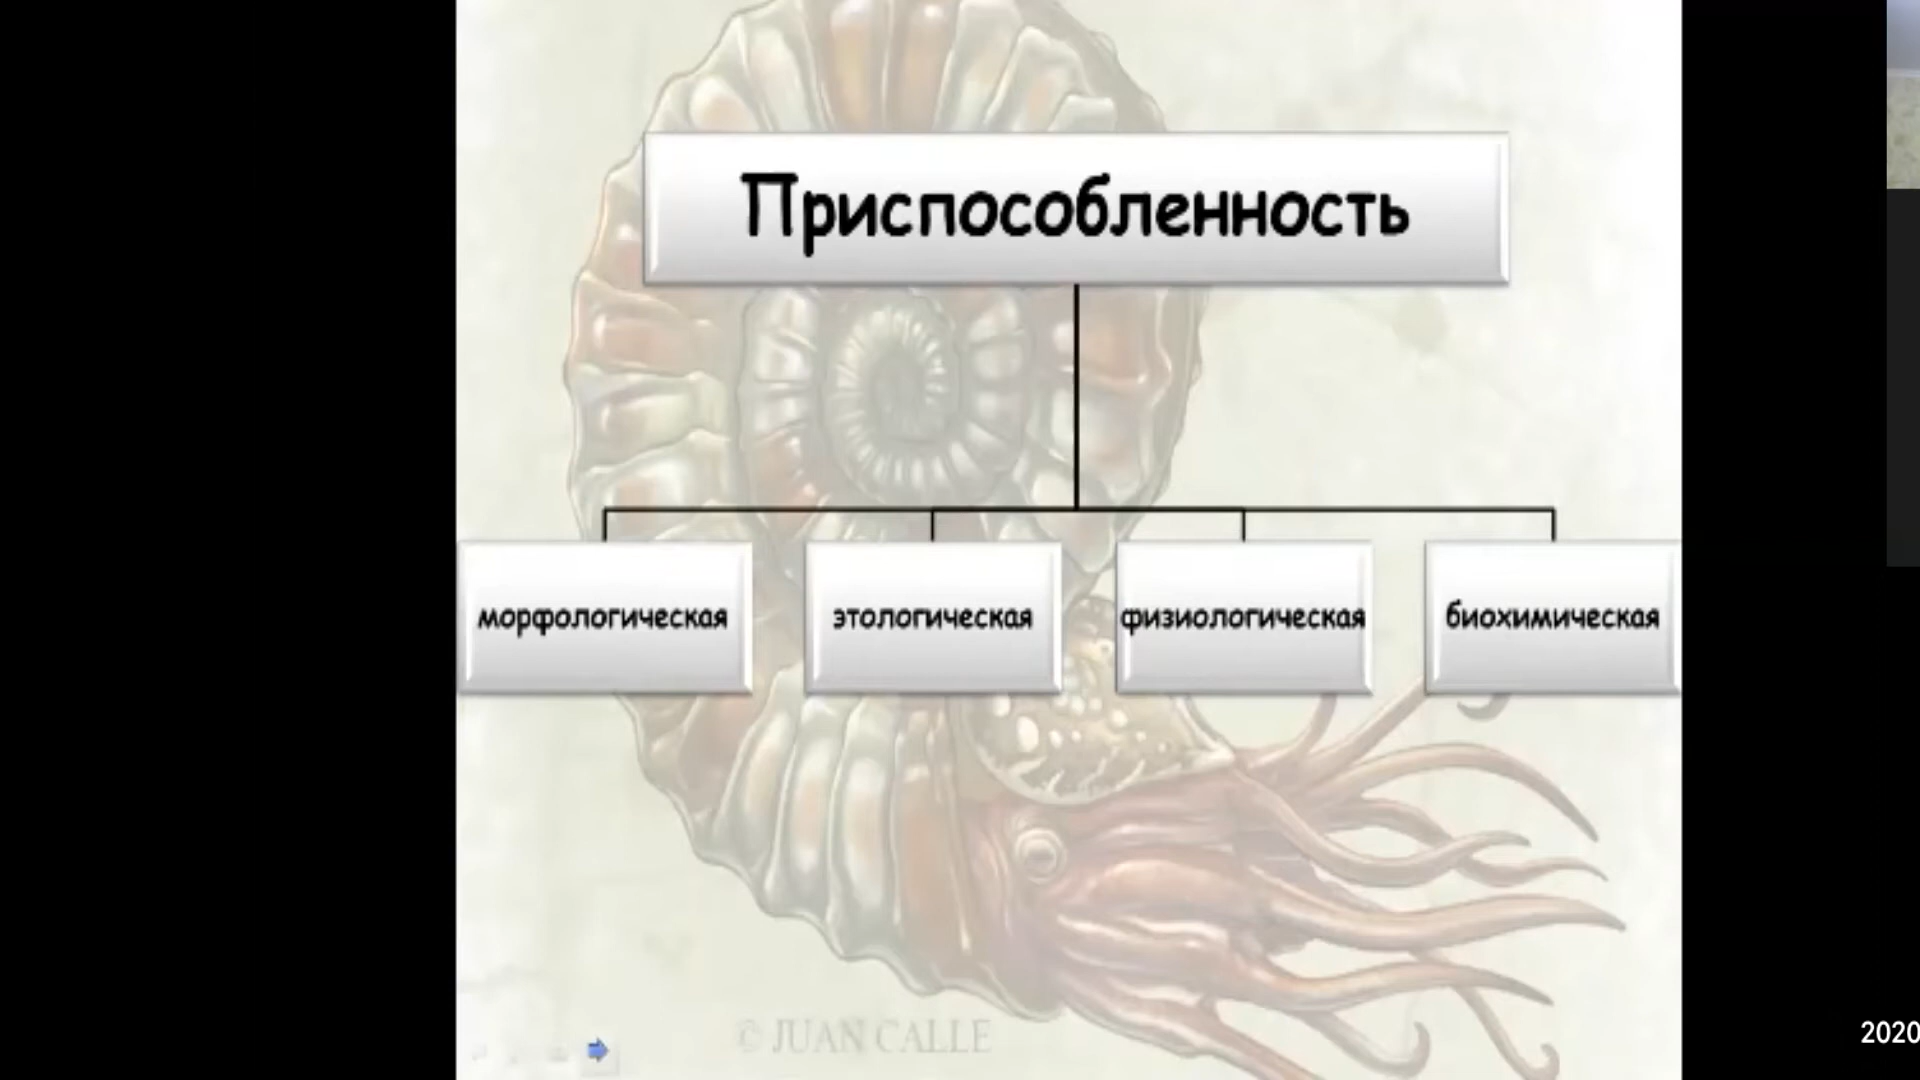 Приспособленность
морфологическая
этологическая
физиологическая
биохимическая
© JUAN CALLE
2020